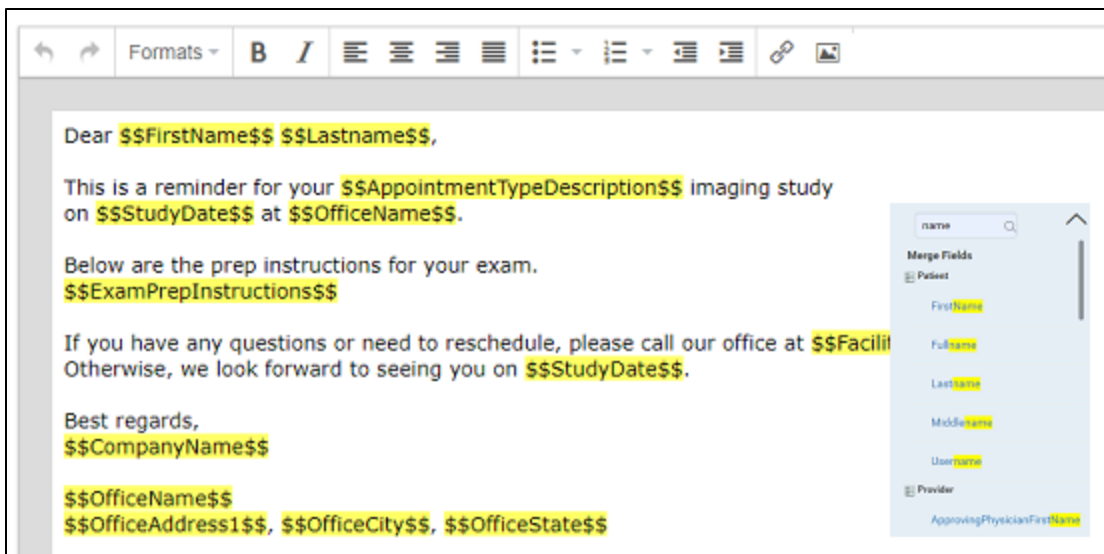 Formats
B I
Dear $$FirstName$$ $$Lastname$$,
This is a reminder for your $$AppointmentTypeDescription$$ imaging study
on $$StudyDate$$ at $$OfficeName$$.
Below are the prep instructions for your exam.
$$ExamPrepInstructions$$
If you have any questions or need to reschedule, please call our office at $$Facilit
Otherwise, we look forward to seeing you on $$StudyDate$$.
Best regards,
$$CompanyName$$
$$OfficeName$$
$$OfficeAddress1$$, $$OfficeCity$$, $$OfficeState$$
name
Merge Fields
Patient
FirstName
Fullname
Lastname
Middlename
Username
Provider
ApprovingPhysicianFirstName